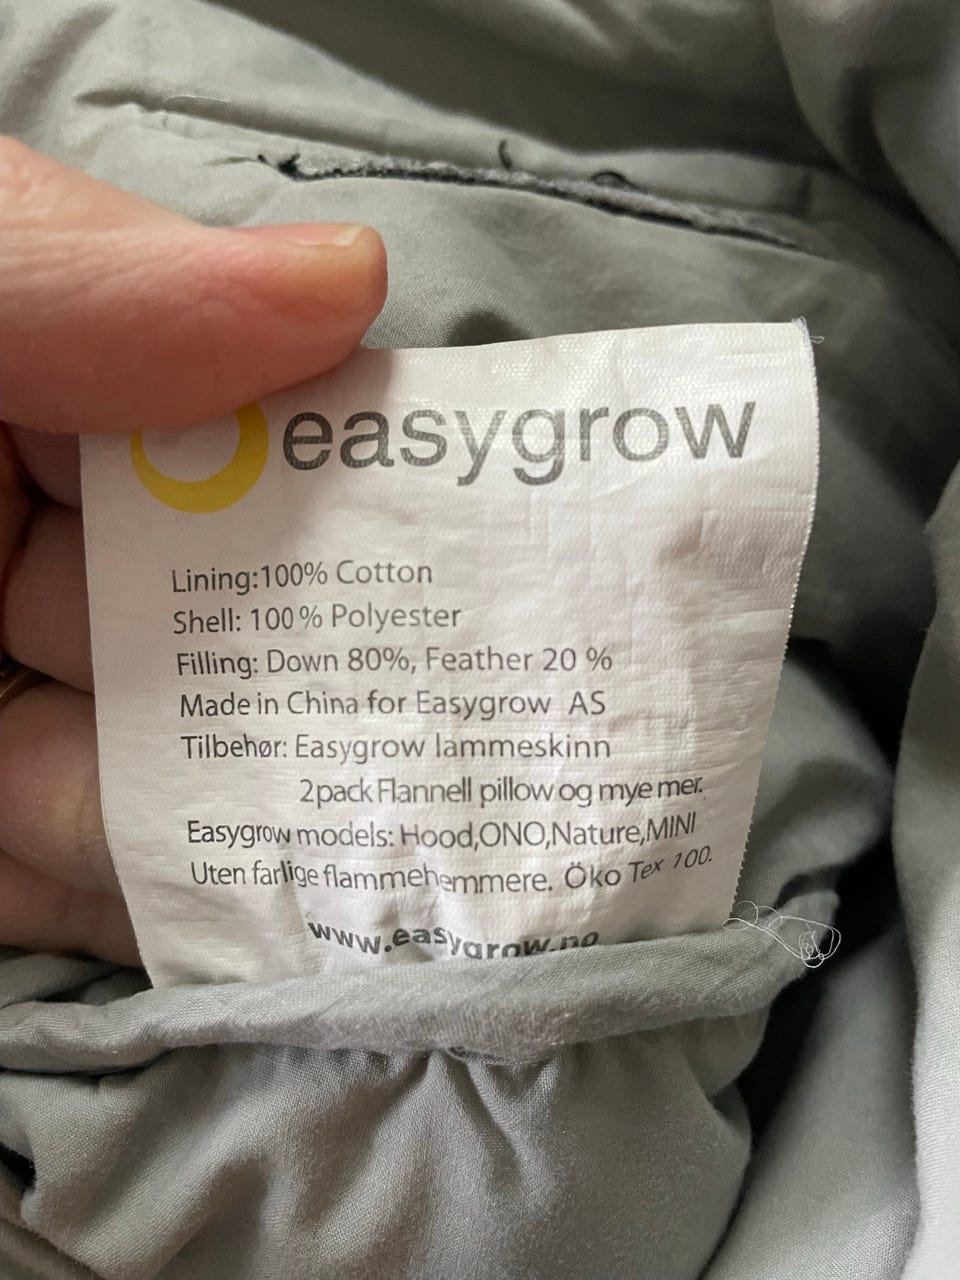 easygrow
Lining:100% Cotton
Shell: 100% Polyester
Filling: Down 80%, Feather 20 %
Made in China for Easygrow AS
Tilbehør: Easygrow lammeskinn
2pack Flannell pillow og mye mer.
Easygrow models: Hood,ONO,Nature,MINI
Uten farlige flammehemmere. Öko Tex 100.
www.easygrow.no